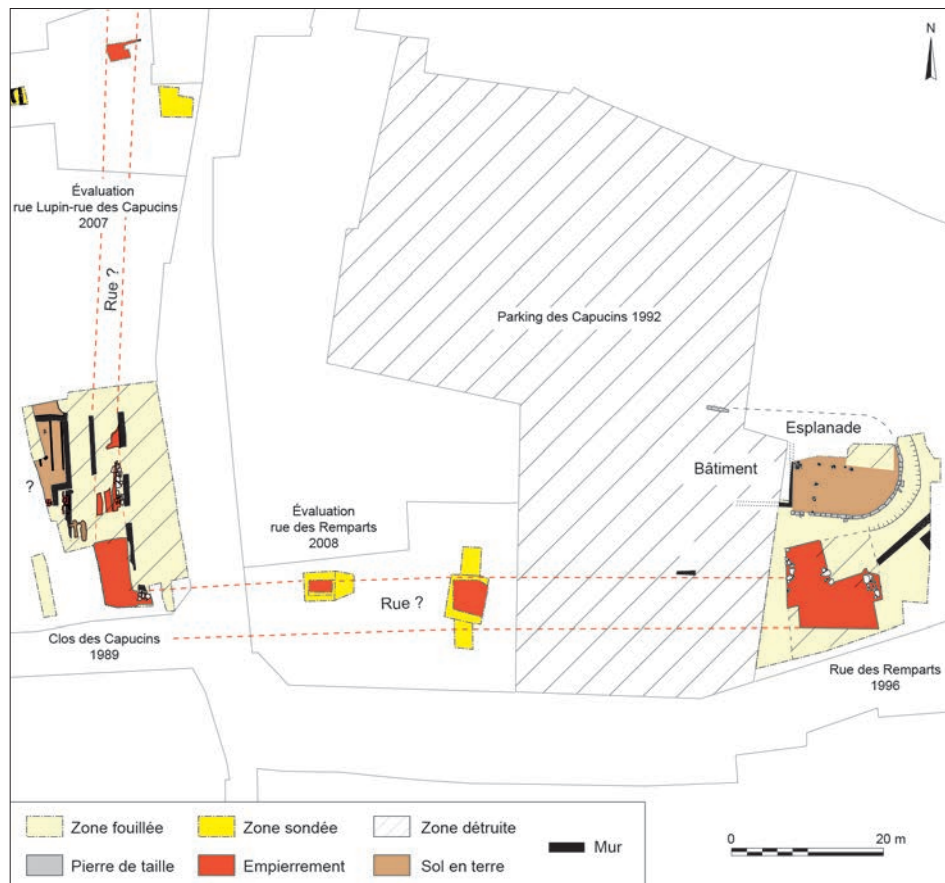 N
Évaluation
rue Lupin-rue des Capucins
2007
Rue ?
Parking des Capucins 1992
Esplanade
Bâtiment
?
Évaluation
rue des Remparts
2008
Rue ?
Clos des Capucins
1989
Rue des Remparts
1996
Zone fouillée
Zone sondée
Zone détruite
Mur
0 20 m
Pierre de taille
Empierrement
Sol en terre